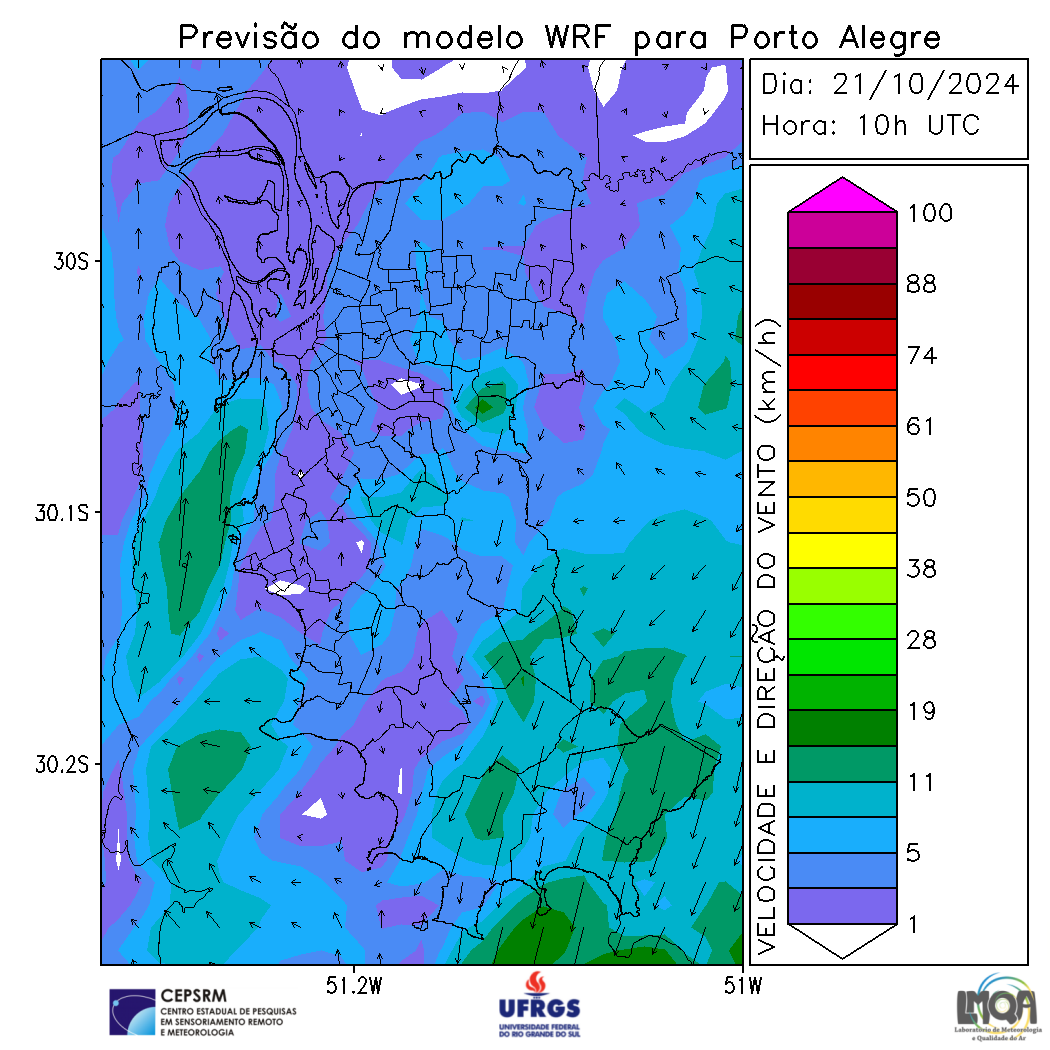 Previsão do modelo WRF para Porto Alegre
Dia: 21/10/2024
Hora: 10h UTC
30S
30.1S
30.2S
51.2W
51W
VELOCIDADE E DIREÇÃO DO VENTO (km/h)
100
88
74
61
50
38
28
19
11
5
1
CEPSRM
CENTRO ESTADUAL DE PESQUISAS
EM SENSORIAMENTO REMOTO
E METEOROLOGIA
UFRGS
UNIVERSIDADE FEDERAL
DO RIO GRANDE DO SUL
LMQA
Laboratório de Meteorologia
e Qualidade do Ar